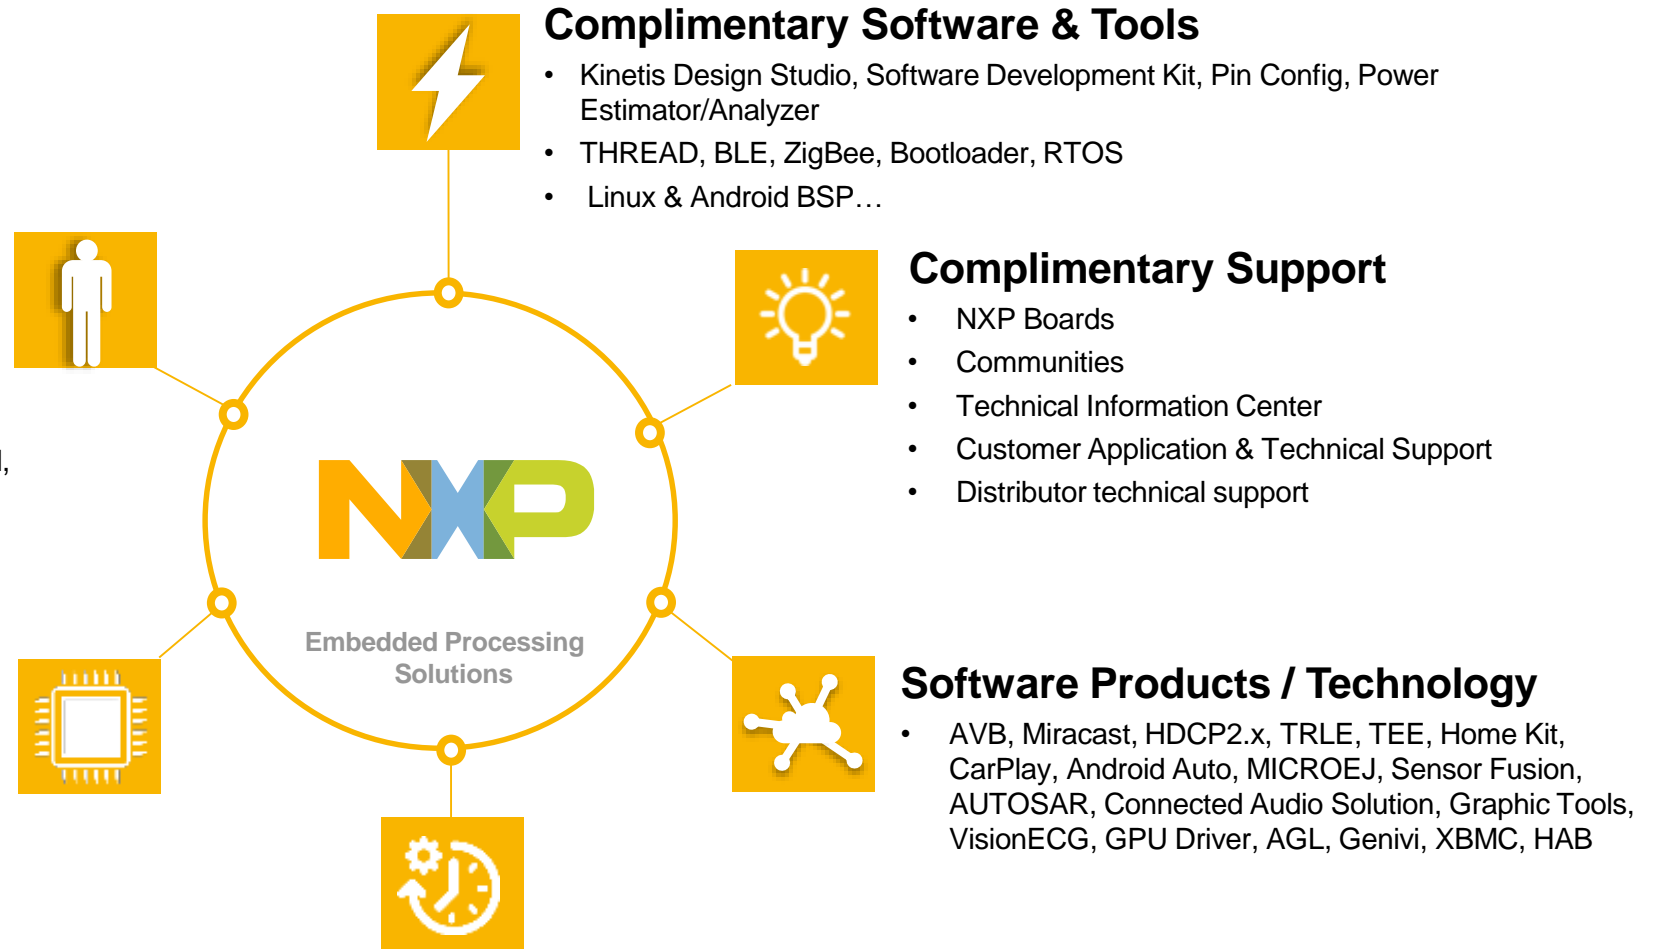 Complimentary Software & Tools
• Kinetis Design Studio, Software Development Kit, Pin Config, Power
Estimator/Analyzer
• THREAD, BLE, ZigBee, Bootloader, RTOS
• Linux & Android BSP…
Complimentary Support
• NXP Boards
• Communities
• Technical Information Center
• Customer Application & Technical Support
• Distributor technical support
NXP
Embedded Processing
Solutions
Software Products / Technology
• AVB, Miracast, HDCP2.x, TRLE, TEE, Home Kit,
CarPlay, Android Auto, MICROEJ, Sensor Fusion,
AUTOSAR, Connected Audio Solution, Graphic Tools,
VisionECG, GPU Driver, AGL, Genivi, XBMC, HAB